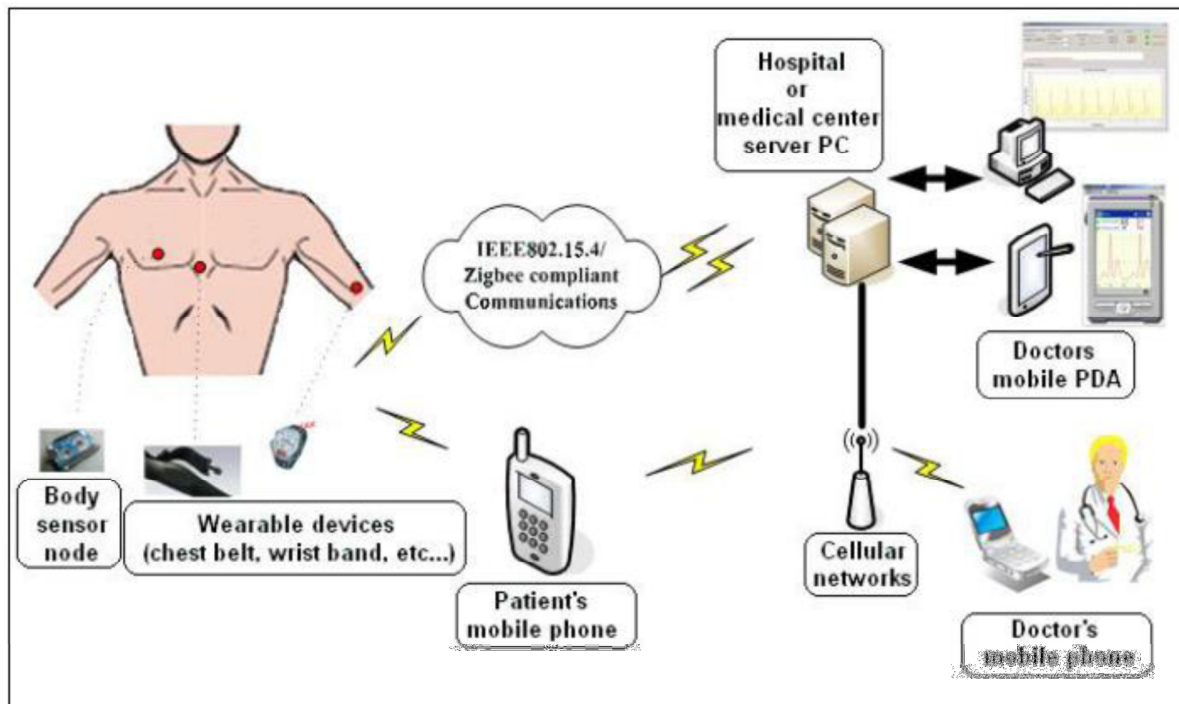 Hospital
or
medical center
server PC
IEEE802.15.4/
Zigbee compliant
Communications
Doctors
mobile PDA
Body
sensor
node
Wearable devices
(chest belt, wrist band, etc...)
Patient's
mobile phone
Cellular
networks
Doctor's
mobile phone